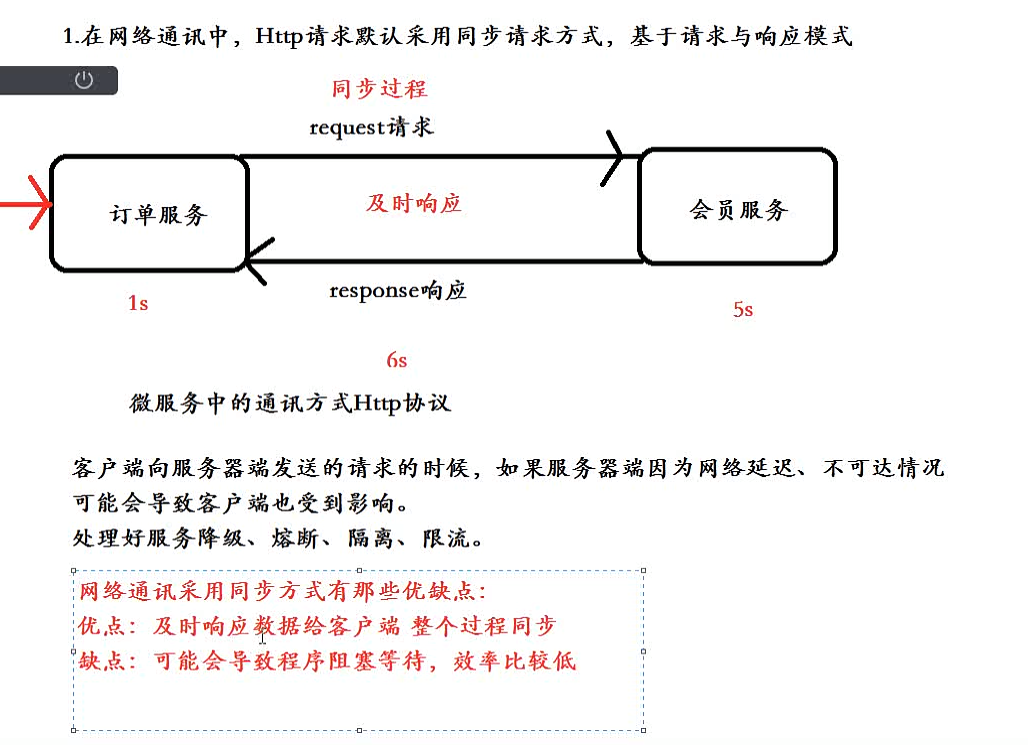 1.在网络通讯中，Http请求默认采用同步请求方式，基于请求与响应模式
同步过程
request请求
订单服务
及时响应
会员服务
response响应
1s
5s
6s
微服务中的通讯方式Http协议
客户端向服务器端发送的请求的时候，如果服务器端因为网络延迟、不可达情况
可能会导致客户端也受到影响。
处理好服务降级、熔断、隔离、限流。
网络通讯采用同步方式有那些优缺点：
优点：及时响应数据给客户端 整个过程同步
缺点：可能会导致程序阻塞等待，效率比较低